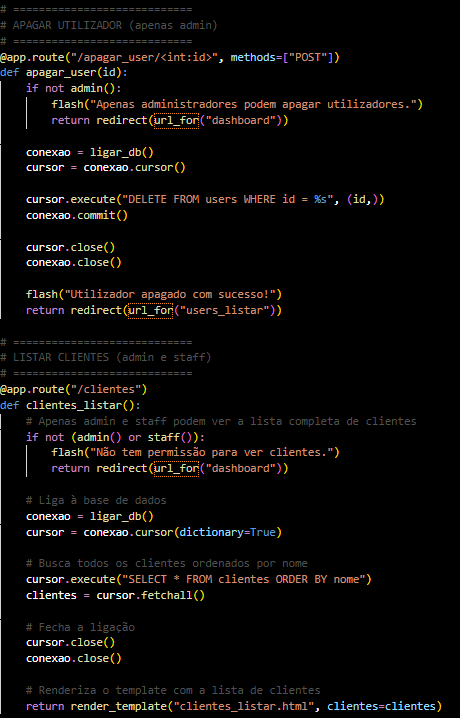 # ============================
# APAGAR UTILIZADOR (apenas admin)
# ============================
@app.route("/apagar_user/<int:id>", methods=["POST"])
def apagar_user(id):
    if not admin():
        flash("Apenas administradores podem apagar utilizadores.")
        return redirect(url_for("dashboard"))

    conexao = ligar_db()
    cursor = conexao.cursor()

    cursor.execute("DELETE FROM users WHERE id = %s", (id,))
    conexao.commit()

    cursor.close()
    conexao.close()

    flash("Utilizador apagado com sucesso!")
    return redirect(url_for("users_listar"))

# ============================
# LISTAR CLIENTES (admin e staff)
# ============================
@app.route("/clientes")
def clientes_listar():
    # Apenas admin e staff podem ver a lista completa de clientes
    if not (admin() or staff()):
        flash("Não tem permissão para ver clientes.")
        return redirect(url_for("dashboard"))

    # Liga à base de dados
    conexao = ligar_db()
    cursor = conexao.cursor(dictionary=True)

    # Busca todos os clientes ordenados por nome
    cursor.execute("SELECT * FROM clientes ORDER BY nome")
    clientes = cursor.fetchall()

    # Fecha a ligação
    cursor.close()
    conexao.close()

    # Renderiza o template com a lista de clientes
    return render_template("clientes_listar.html", clientes=clientes)